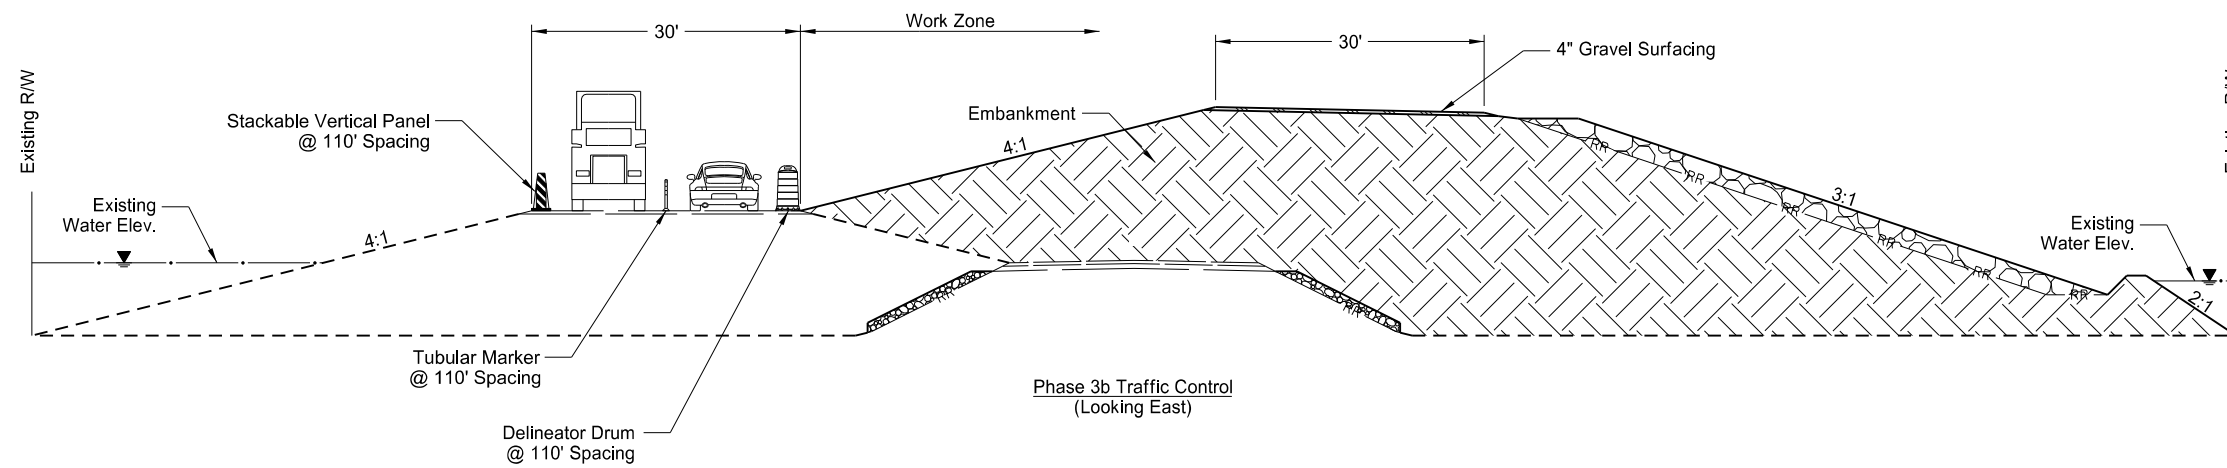 Work Zone
30'
30'
4" Gravel Surfacing
Existing R/W
Stackable Vertical Panel
@ 110' Spacing
Embankment
4:1
RR
RR
3:1
RR
Existing
Water Elev.
4:1
RR
Existing
Water Elev.
RR
RR
RR
RR
2:1
Tubular Marker
@ 110' Spacing
Phase 3b Traffic Control
(Looking East)
Delineator Drum
@ 110' Spacing